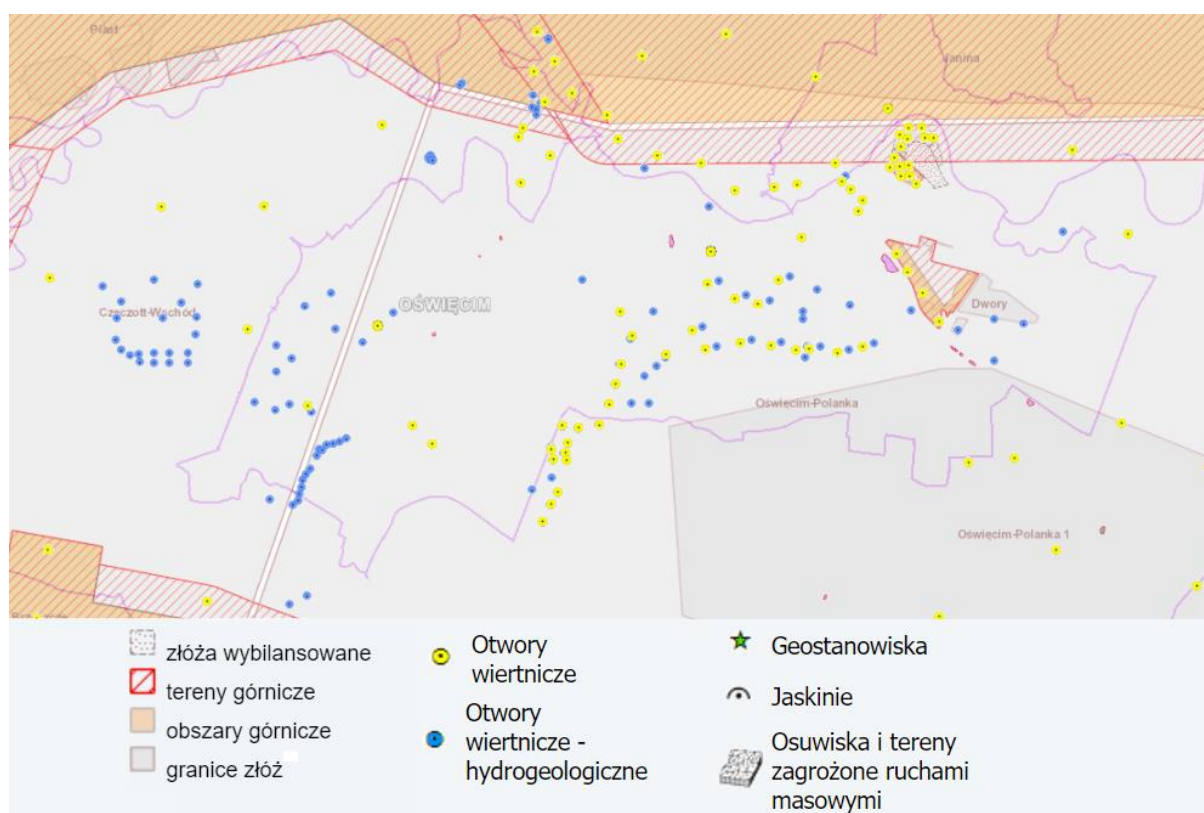 Piast
Janina
OŚWIĘCIM
Czeczott-Wschód
Dwory
Oświęcim-Polanka
Oświęcim-Polanka 1
złóża wybilansowane
tereny górnicze
obszary górnicze
granice złóż
Otwory
wiertnicze
Otwory
wiertnicze -
hydrogeologiczne
Geostanowiska
Jaskinie
Osuwiska i tereny
zagrożone ruchami
masowymi